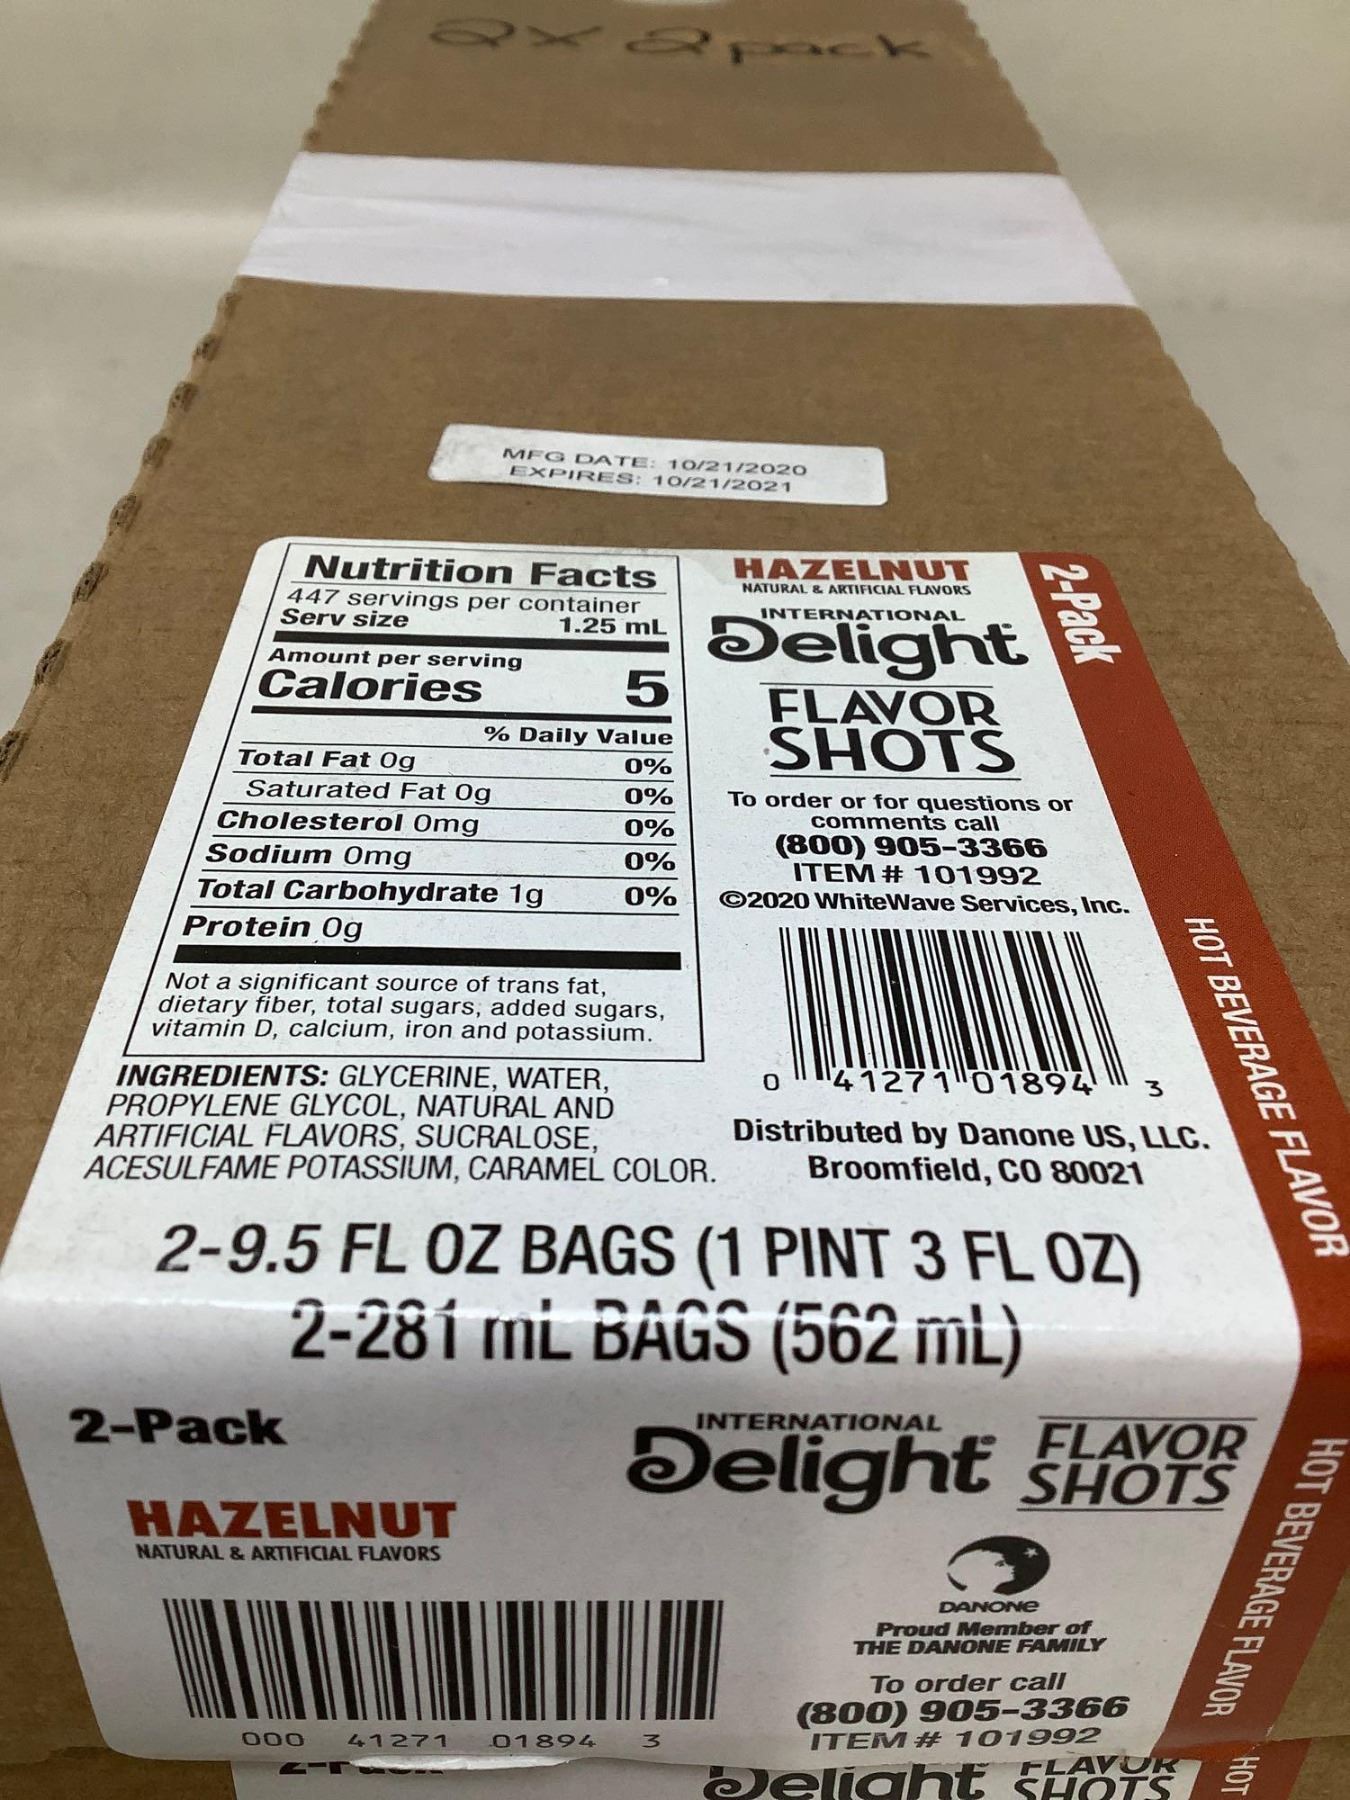 2x 2 pack
MFG DATE: 10/21/2020
EXPIRES: 10/21/2021
Nutrition Facts
447 servings per container
Serv size 1.25 mL
Amount per serving
Calories 5
% Daily Value
Total Fat 0g 0%
Saturated Fat 0g 0%
Cholesterol 0mg 0%
Sodium 0mg 0%
Total Carbohydrate 1g 0%
Protein 0g
Not a significant source of trans fat,
dietary fiber, total sugars, added sugars,
vitamin D, calcium, iron and potassium.
INGREDIENTS: GLYCERINE, WATER,
PROPYLENE GLYCOL, NATURAL AND
ARTIFICIAL FLAVORS, SUCRALOSE,
ACESULFAME POTASSIUM, CARAMEL COLOR.
HAZELNUT
NATURAL & ARTIFICIAL FLAVORS
INTERNATIONAL
Delight
FLAVOR
SHOTS
To order or for questions or
comments call
(800) 905-3366
ITEM # 101992
©2020 WhiteWave Services, Inc.
0 41271 01894 3
Distributed by Danone US, LLC.
Broomfield, CO 80021
2-Pack
HOT BEVERAGE FLAVOR
2-9.5 FL OZ BAGS (1 PINT 3 FL OZ)
2-281 mL BAGS (562 mL)
2-Pack
HAZELNUT
NATURAL & ARTIFICIAL FLAVORS
000 41271 01894 3
INTERNATIONAL
Delight®
FLAVOR
SHOTS
DANONE
Proud Member of
THE DANONE FAMILY
To order call
(800) 905-3366
ITEM # 101992
HOT BEVERAGE FLAVOR
2-Pack
Delight
FLAVOR
SHOTS
HOT